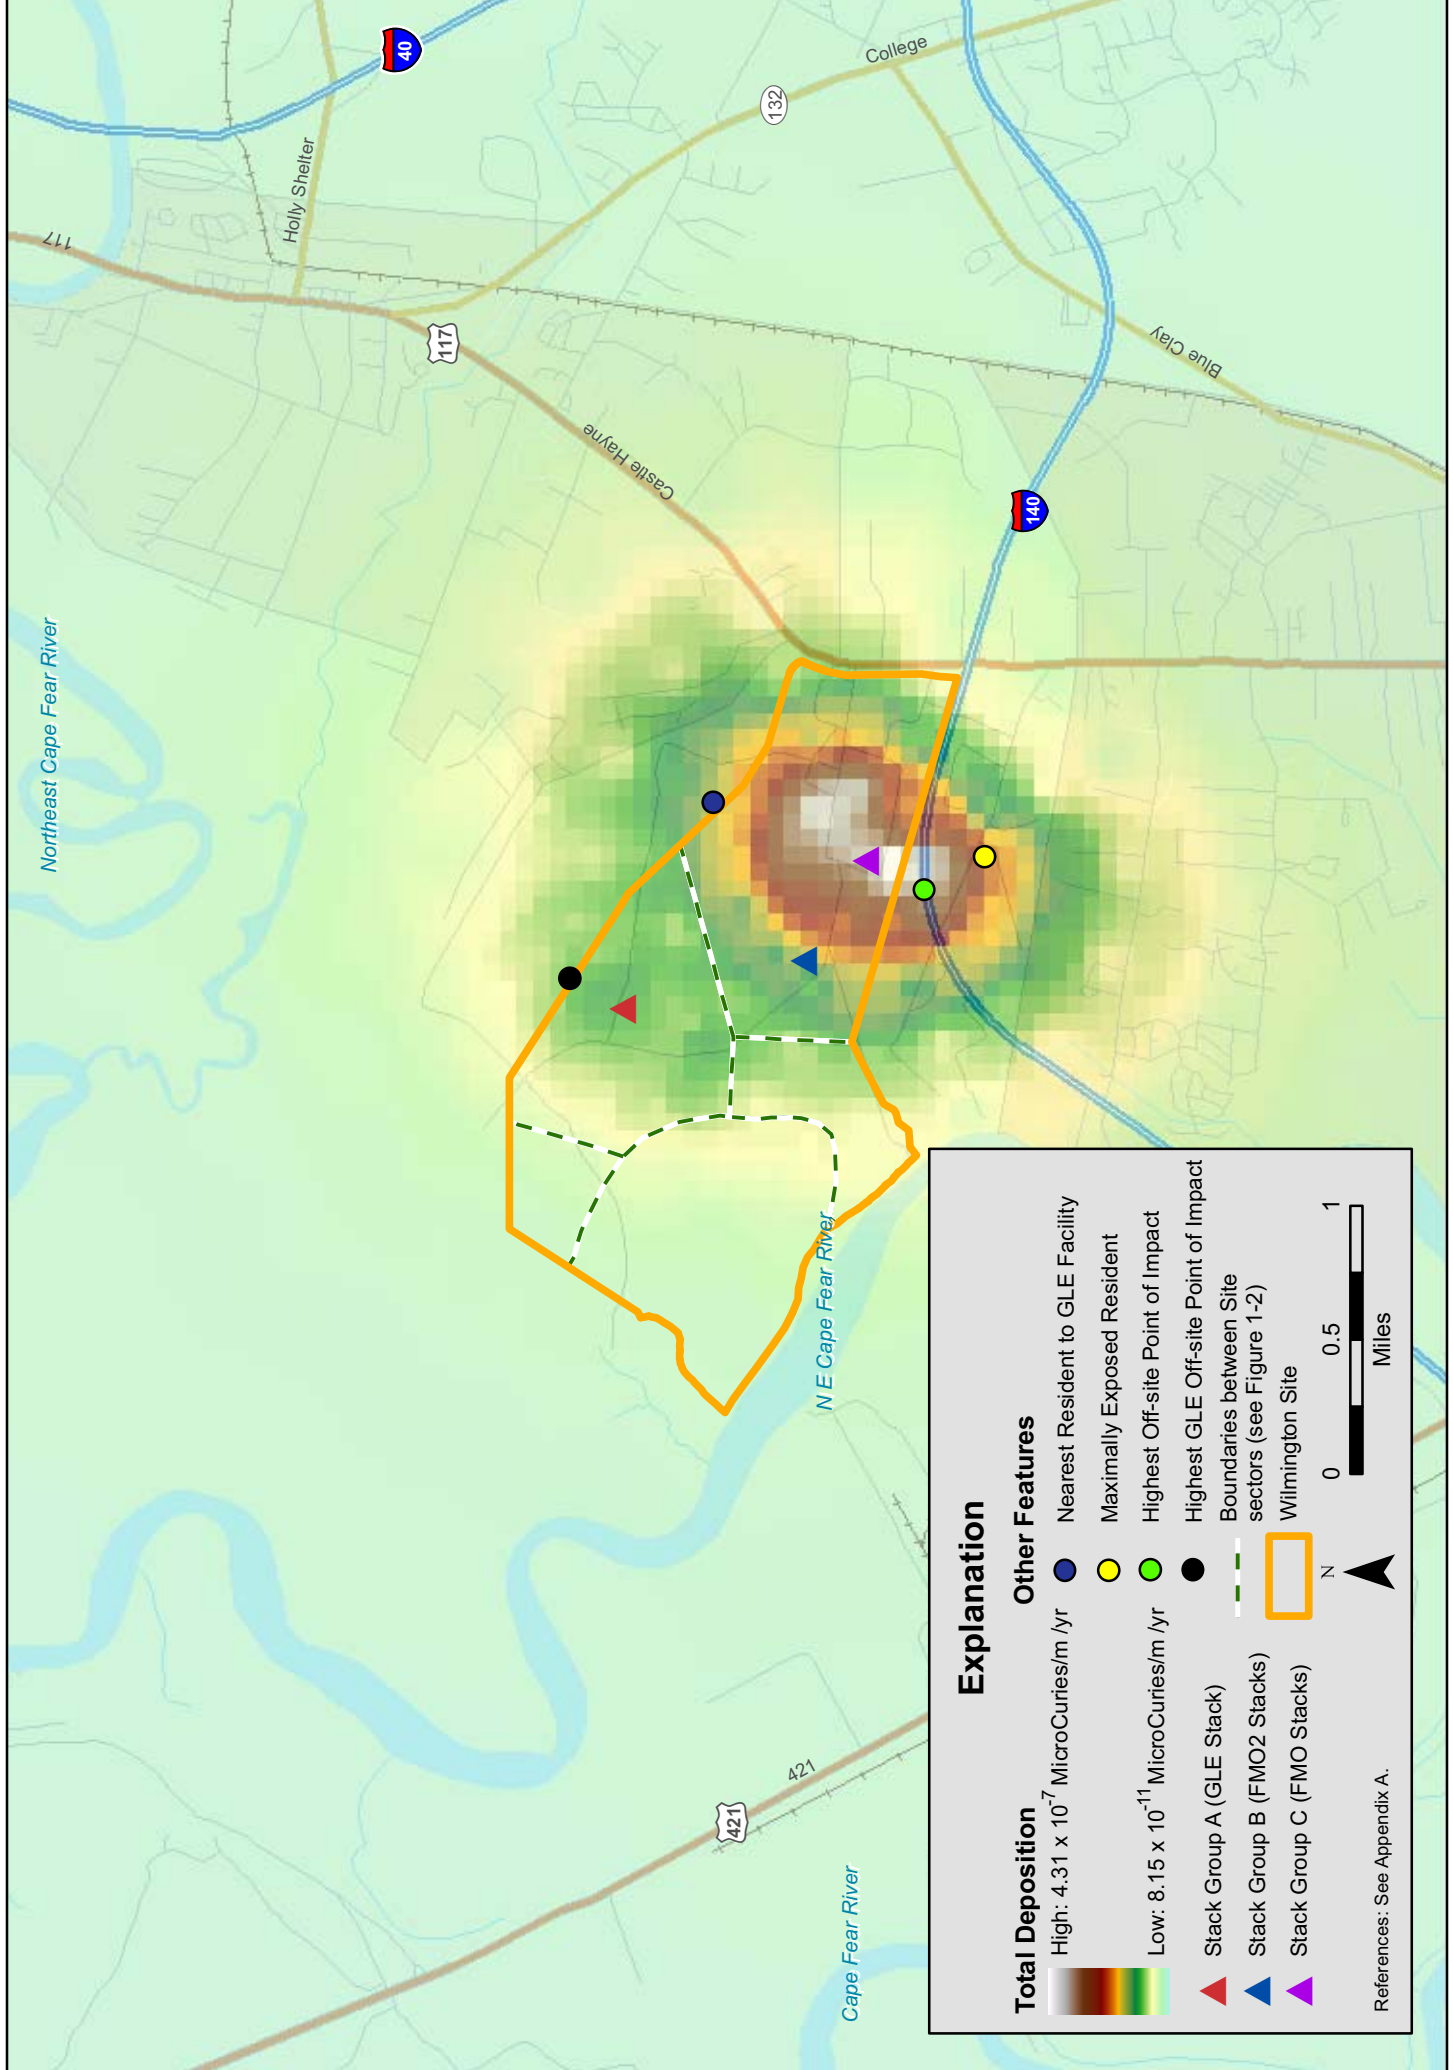 Northeast Cape Fear River
117
Holly Shelter
40
132
College
117
Castle Hayne
Blue Clay
140
N E Cape Fear River
421
421
Cape Fear River
Explanation
Total Deposition
High: 4.31 x 10-7 MicroCuries/m /yr
Low: 8.15 x 10-11 MicroCuries/m /yr
Stack Group A (GLE Stack)
Stack Group B (FMO2 Stacks)
Stack Group C (FMO Stacks)
References: See Appendix A.
Other Features
Nearest Resident to GLE Facility
Maximally Exposed Resident
Highest Off-site Point of Impact
Highest GLE Off-site Point of Impact
Boundaries between Site
sectors (see Figure 1-2)
Wilmington Site
N
0 0.5 1
Miles